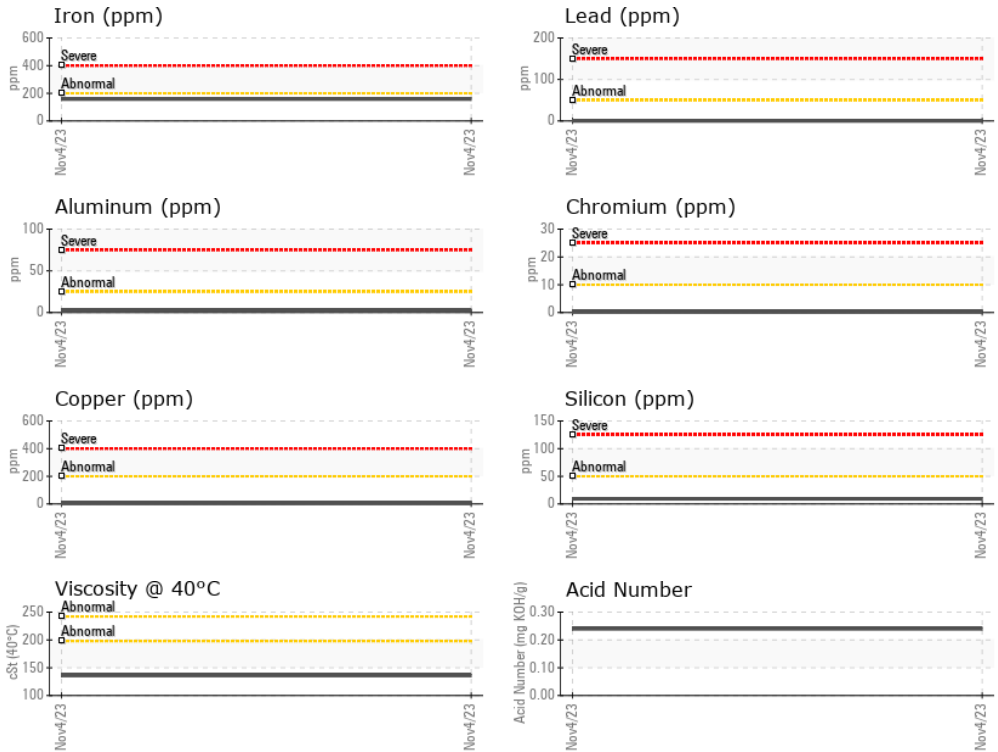 Iron (ppm)
600
400
200
0
ppm
Severe
Abnormal
Nov4/23
Nov4/23
Lead (ppm)
200
100
0
ppm
Severe
Abnormal
Nov4/23
Nov4/23
Aluminum (ppm)
100
50
0
ppm
Severe
Abnormal
Nov4/23
Nov4/23
Chromium (ppm)
30
20
10
0
ppm
Severe
Abnormal
Nov4/23
Nov4/23
Copper (ppm)
600
400
200
0
ppm
Severe
Abnormal
Nov4/23
Nov4/23
Silicon (ppm)
150
100
50
0
ppm
Severe
Abnormal
Nov4/23
Nov4/23
Viscosity @ 40°C
250
200
150
100
cSt (40°C)
Abnormal
Abnormal
Nov4/23
Nov4/23
Acid Number
0.30
0.20
0.10
0.00
Acid Number (mg KOH/g)
Nov4/23
Nov4/23